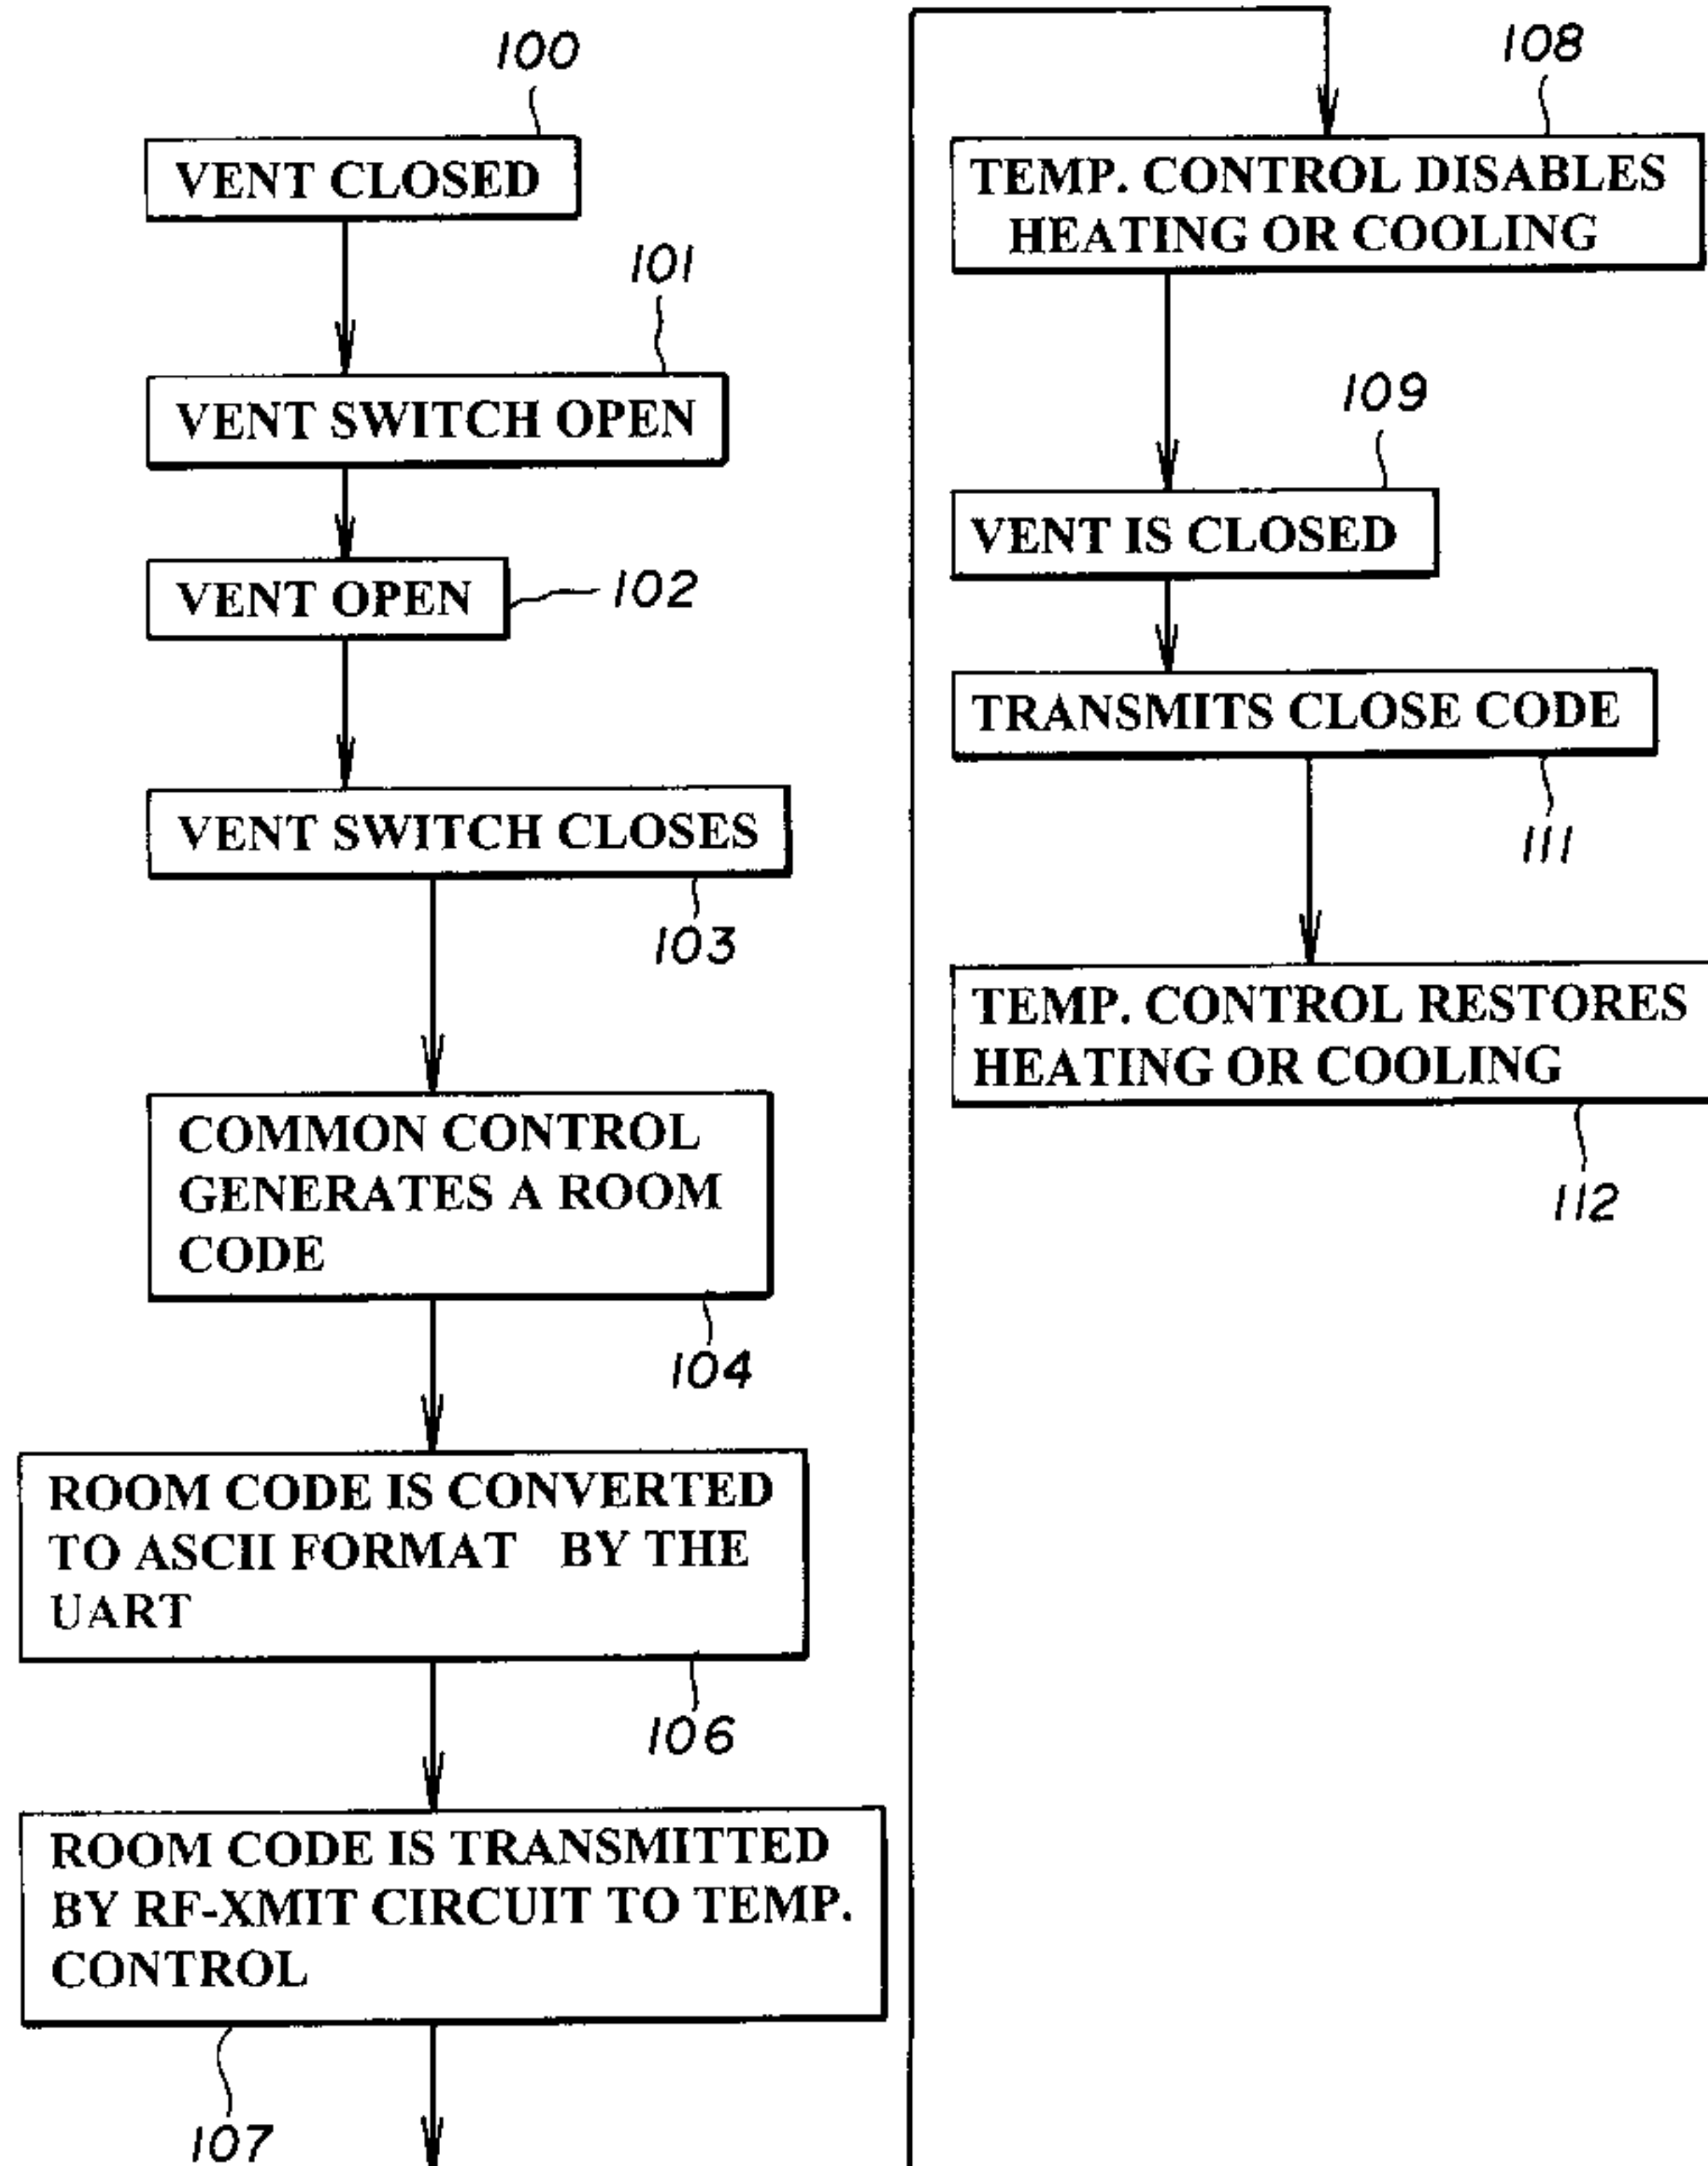 100
VENT CLOSED
101
VENT SWITCH OPEN
VENT OPEN
102
VENT SWITCH CLOSES
103
COMMON CONTROL
GENERATES A ROOM
CODE
104
ROOM CODE IS CONVERTED
TO ASCII FORMAT BY THE
UART
106
ROOM CODE IS TRANSMITTED
BY RF-XMIT CIRCUIT TO TEMP.
CONTROL
107
108
TEMP. CONTROL DISABLES
HEATING OR COOLING
109
VENT IS CLOSED
TRANSMITS CLOSE CODE
111
TEMP. CONTROL RESTORES
HEATING OR COOLING
112